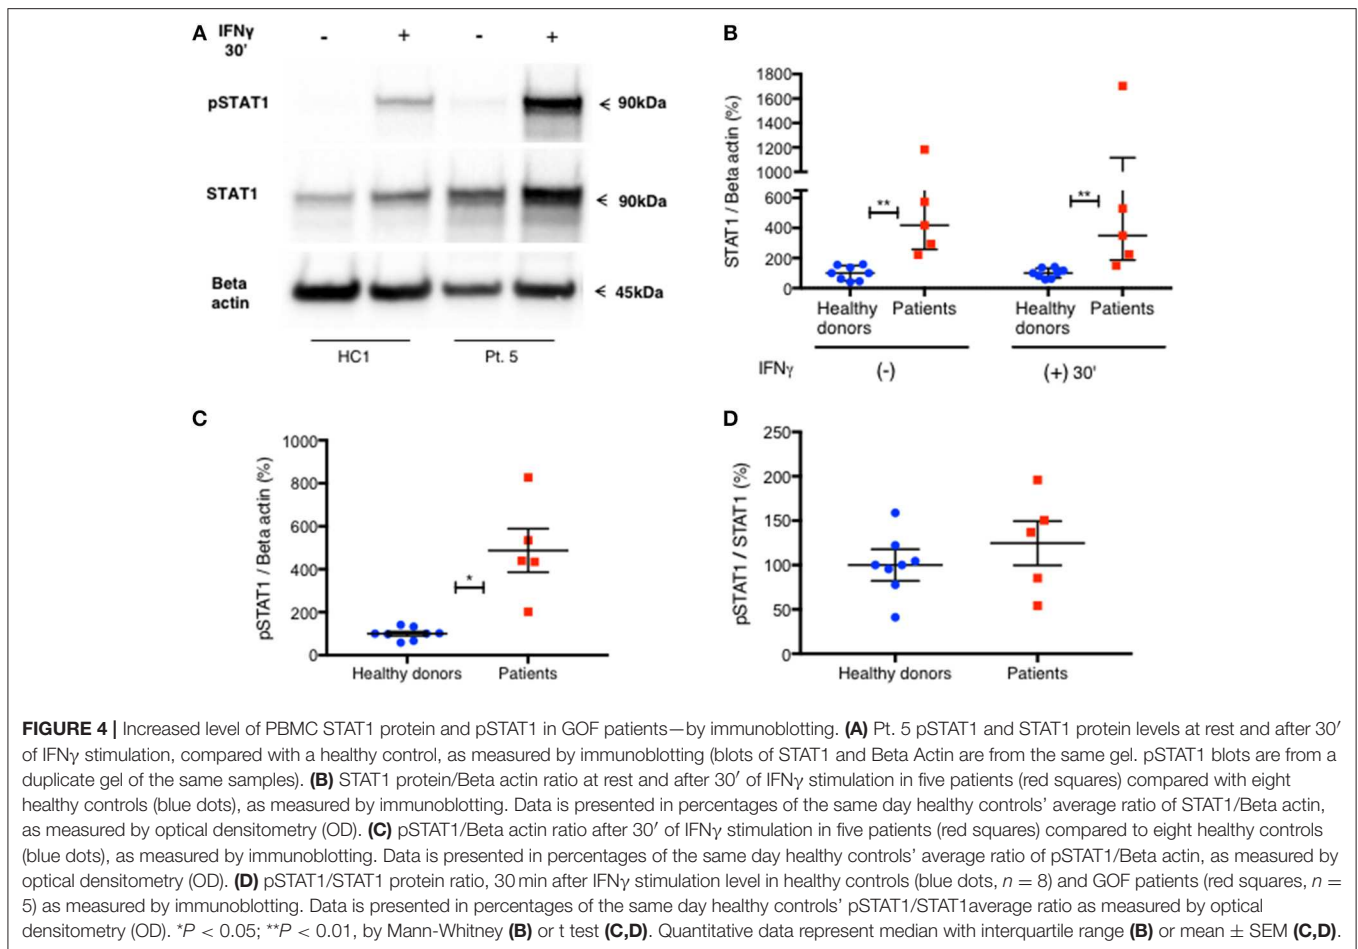 A IFNγ - + - +
30'
pSTAT1 < 90kDa
STAT1 < 90kDa
Beta < 45kDa
actin
HC1 Pt. 5
B
STAT1 / Beta actin (%)
1800
1600
1400
1200
1000
600
400
200
0
** **
Healthy Patients Healthy Patients
donors donors
IFNγ (-) (+) 30'
C
pSTAT1 / Beta actin (%)
1000
800
600
400
200
0
*
Healthy donors Patients
D
pSTAT1 / STAT1 (%)
250
200
150
100
50
0
Healthy donors Patients
FIGURE 4 | Increased level of PBMC STAT1 protein and pSTAT1 in GOF patients—by immunoblotting. (A) Pt. 5 pSTAT1 and STAT1 protein levels at rest and after 30′
of IFNγ stimulation, compared with a healthy control, as measured by immunoblotting (blots of STAT1 and Beta Actin are from the same gel. pSTAT1 blots are from a
duplicate gel of the same samples). (B) STAT1 protein/Beta actin ratio at rest and after 30′ of IFNγ stimulation in five patients (red squares) compared with eight
healthy controls (blue dots), as measured by immunoblotting. Data is presented in percentages of the same day healthy controls' average ratio of STAT1/Beta actin,
as measured by optical densitometry (OD). (C) pSTAT1/Beta actin ratio after 30′ of IFNγ stimulation in five patients (red squares) compared to eight healthy controls
(blue dots), as measured by immunoblotting. Data is presented in percentages of the same day healthy controls' average ratio of pSTAT1/Beta actin, as measured by
optical densitometry (OD). (D) pSTAT1/STAT1 protein ratio, 30 min after IFNγ stimulation level in healthy controls (blue dots, n = 8) and GOF patients (red squares, n =
5) as measured by immunoblotting. Data is presented in percentages of the same day healthy controls' pSTAT1/STAT1average ratio as measured by optical
densitometry (OD). *P < 0.05; **P < 0.01, by Mann-Whitney (B) or t test (C,D). Quantitative data represent median with interquartile range (B) or mean ± SEM (C,D).